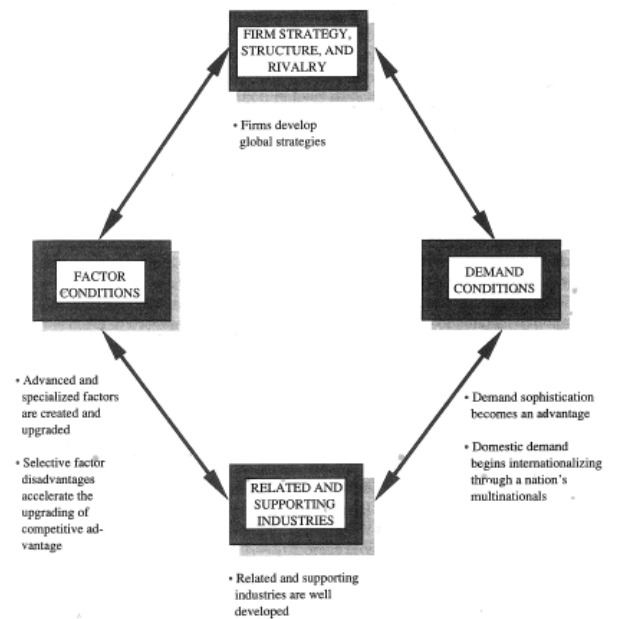 FIRM STRATEGY,
STRUCTURE, AND
RIVALRY
• Firms develop
global strategies
FACTOR
CONDITIONS
DEMAND
CONDITIONS
• Advanced and
specialized factors
are created and
upgraded
• Selective factor
disadvantages
accelerate the
upgrading of
competitive ad-
vantage
• Demand sophistication
becomes an advantage
• Domestic demand
begins internationalizing
through a nation's
multinationals
RELATED AND
SUPPORTING
INDUSTRIES
• Related and supporting
industries are well
developed